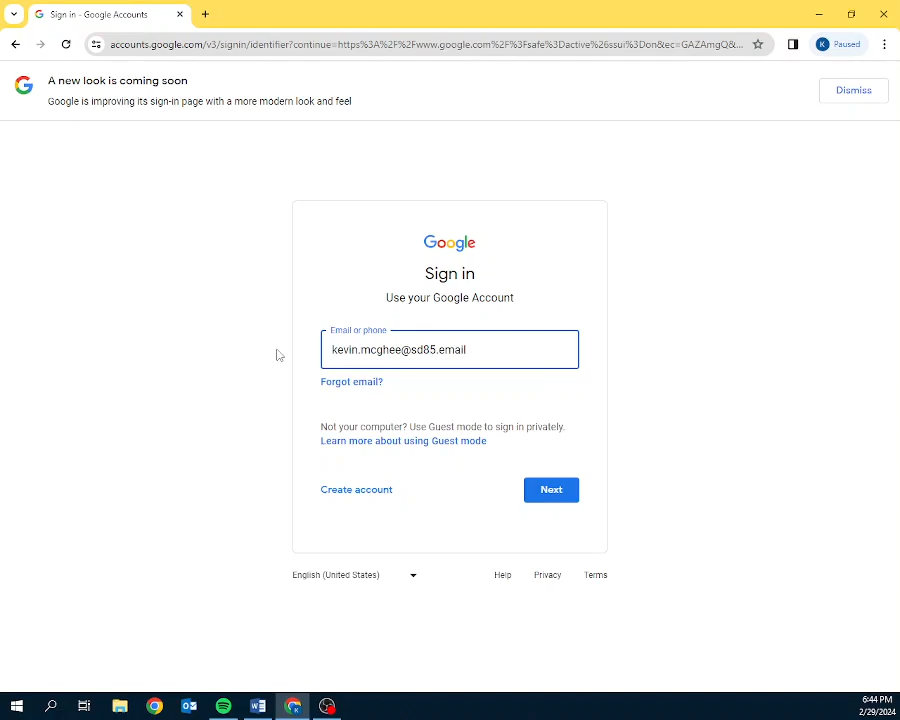 Sign in - Google Accounts
accounts.google.com/v3/signin/identifier?continue=https%3A%2F%2Fwww.google.com%2F%3Fsafe%3Dactive%26ssui%3Don&ec=GAZAmgQ&...
K Paused
A new look is coming soon
Google is improving its sign-in page with a more modern look and feel
Dismiss
Google
Sign in
Use your Google Account
Email or phone
kevin.mcghee@sd85.email
Forgot email?
Not your computer? Use Guest mode to sign in privately.
Learn more about using Guest mode
Create account
Next
English (United States)
Help
Privacy
Terms
6:44 PM
2/29/2024